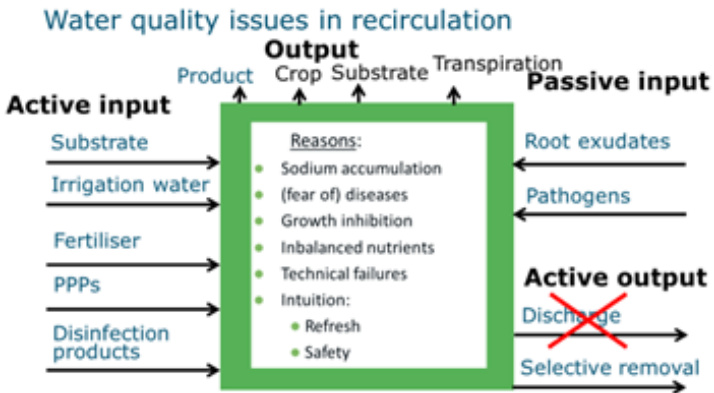 Water quality issues in recirculation
Output
Product
Crop
Substrate
Transpiration
Passive input
Active input
Substrate
Irrigation water
Fertiliser
PPPs
Disinfection
products
Reasons:
Sodium accumulation
(fear of) diseases
Growth inhibition
Inbalanced nutrients
Technical failures
Intuition:
Refresh
Safety
Root exudates
Pathogens
Active output
Discharge
Selective removal